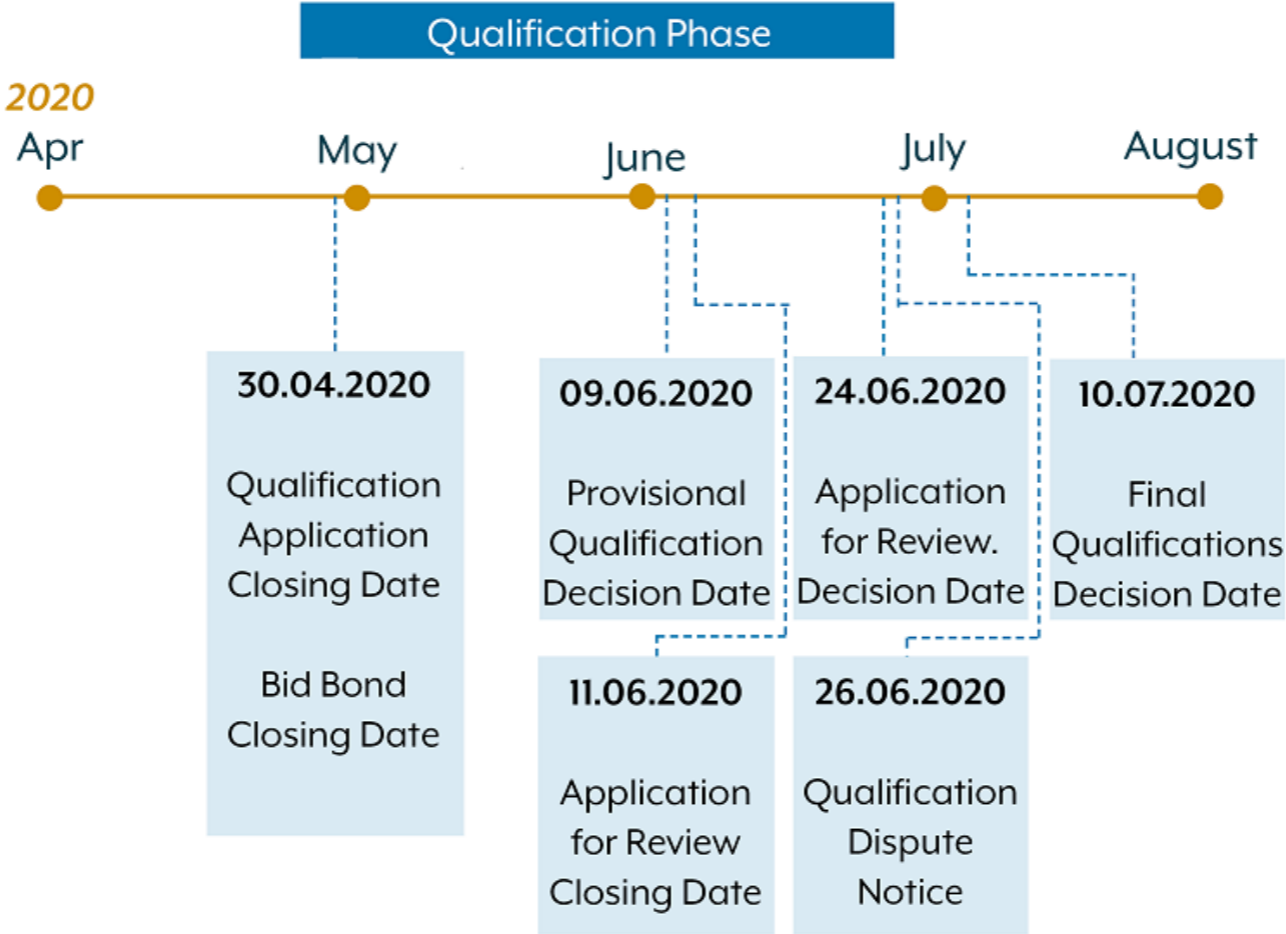 Qualification Phase
2020
Apr
May
June
July
August
30.04.2020
Qualification
Application
Closing Date
Bid Bond
Closing Date
09.06.2020
Provisional
Qualification
Decision Date
24.06.2020
Application
for Review.
Decision Date
10.07.2020
Final
Qualifications
Decision Date
11.06.2020
Application
for Review
Closing Date
26.06.2020
Qualification
Dispute
Notice